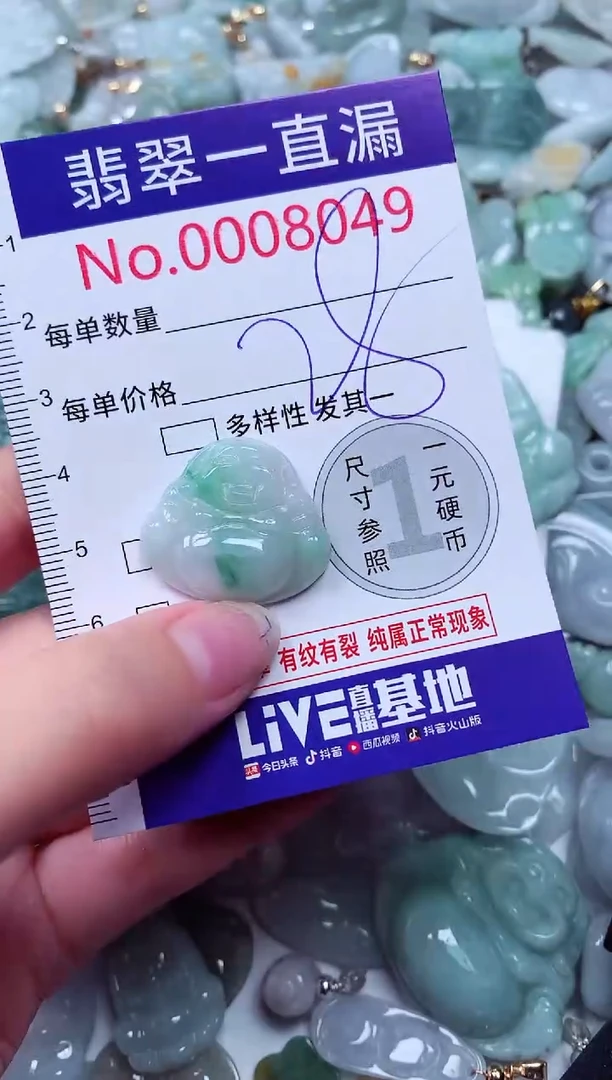 翡翠一直漏
No.0008049
1
2
每单数量
28
3
每单价格
多样性 发其一
4
尺寸参照
1
一元硬币
5
6
有纹有裂 纯属正常现象
LiVE直播基地
头条 今日头条 抖音 西瓜视频 抖音火山版